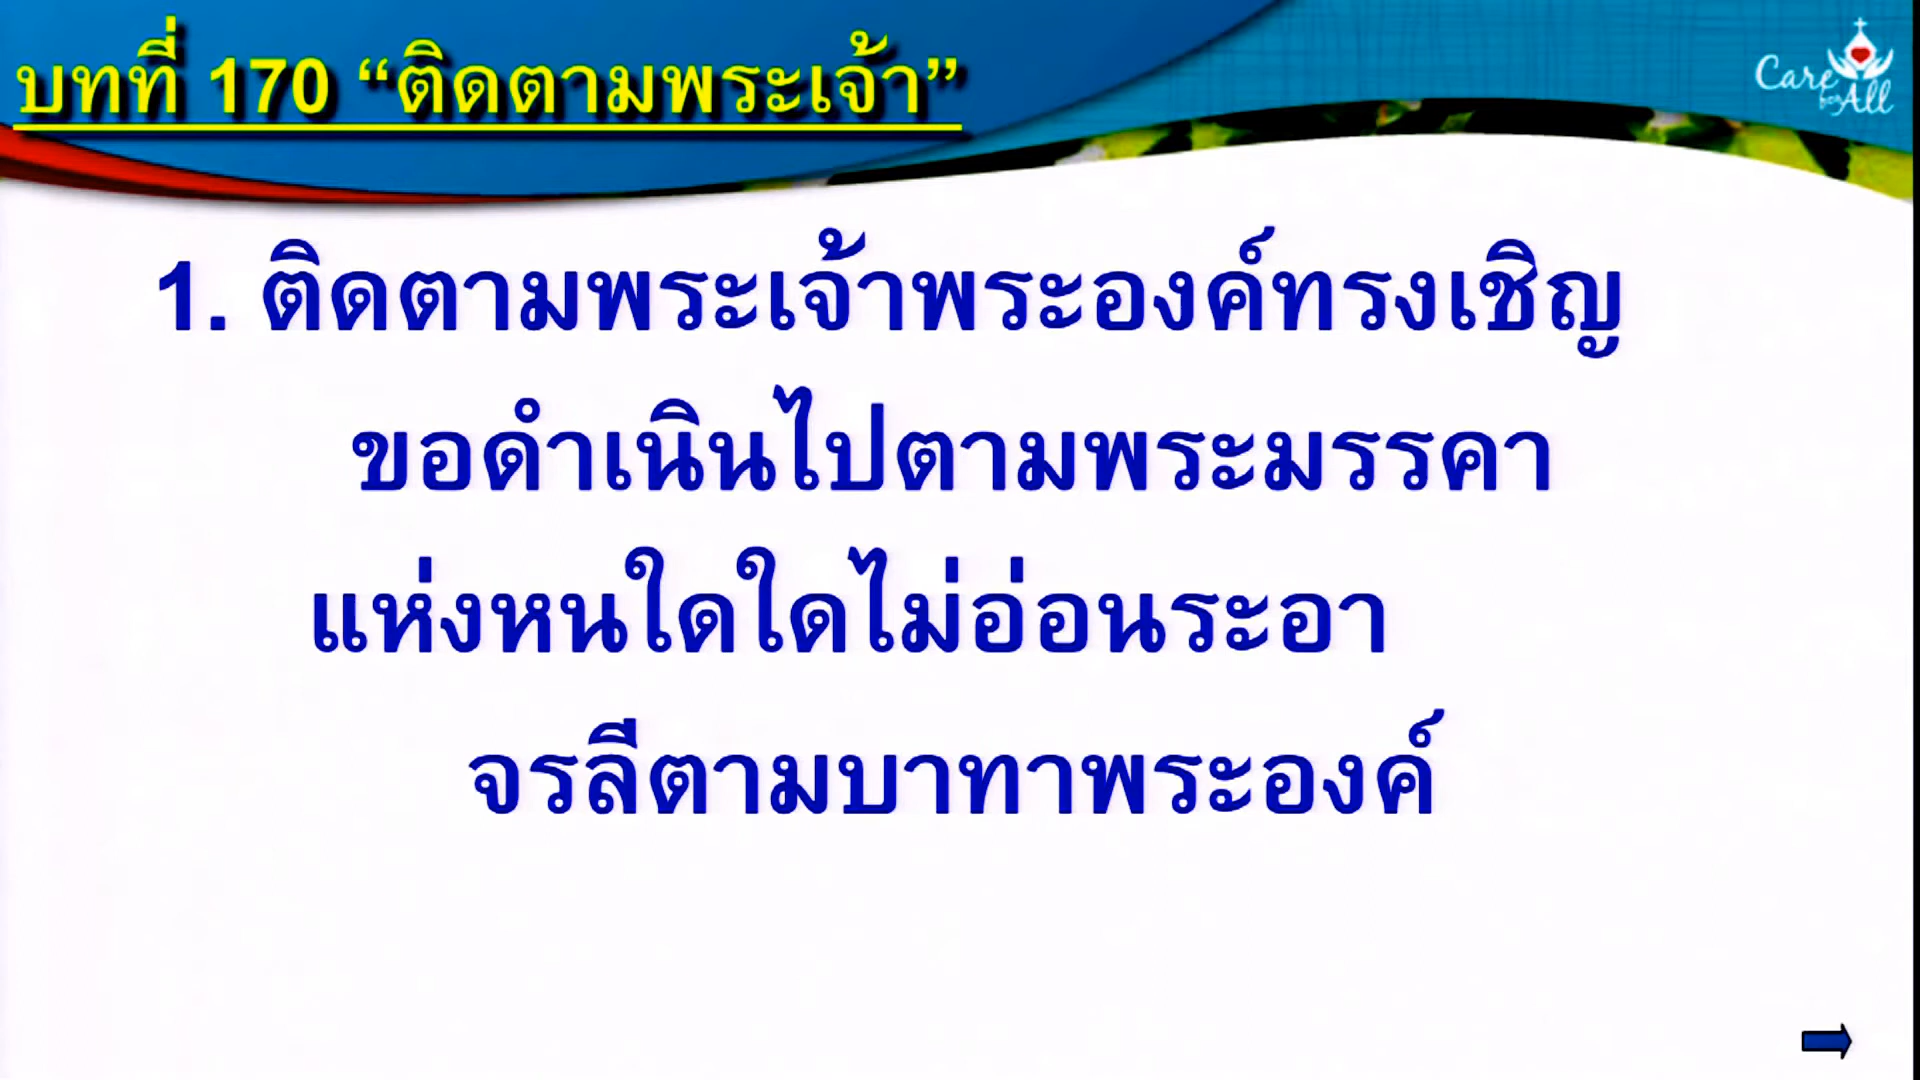 บทที่ 170 “ติดตามพระเจ้า”
Care
for All
1. ติดตามพระเจ้าพระองค์ทรงเชิญ
ขอดำเนินไปตามพระมรรคา
แห่งหนใดใดไม่อ่อนระอา
จรลีตามบาทาพระองค์